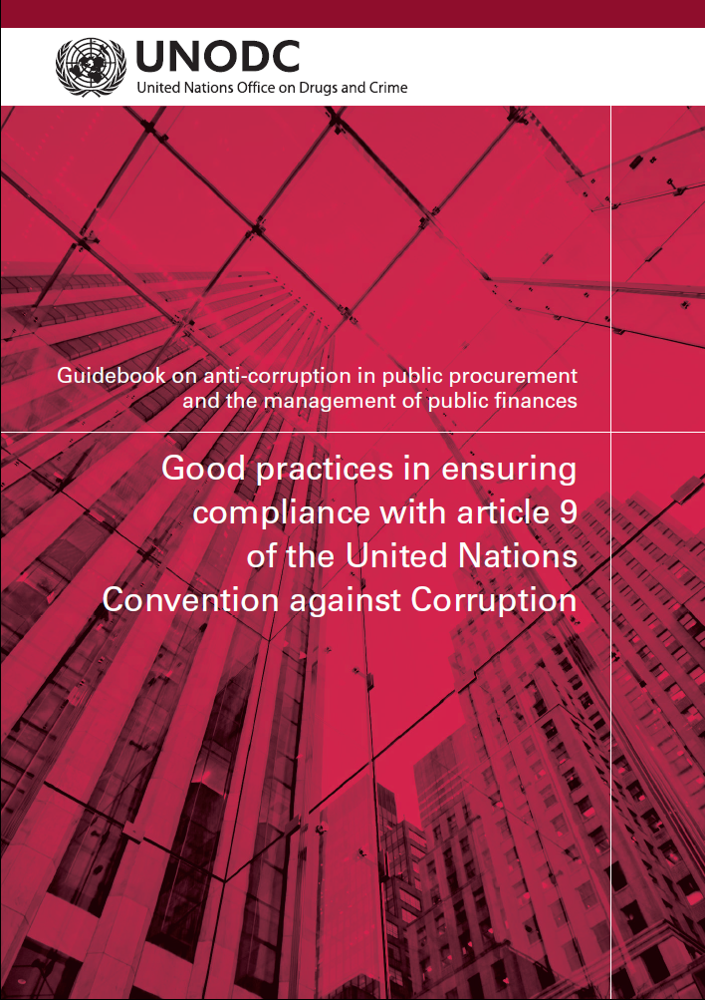 UNODC
United Nations Office on Drugs and Crime
Guidebook on anti-corruption in public procurement
and the management of public finances
Good practices in ensuring
compliance with article 9
of the United Nations
Convention against Corruption